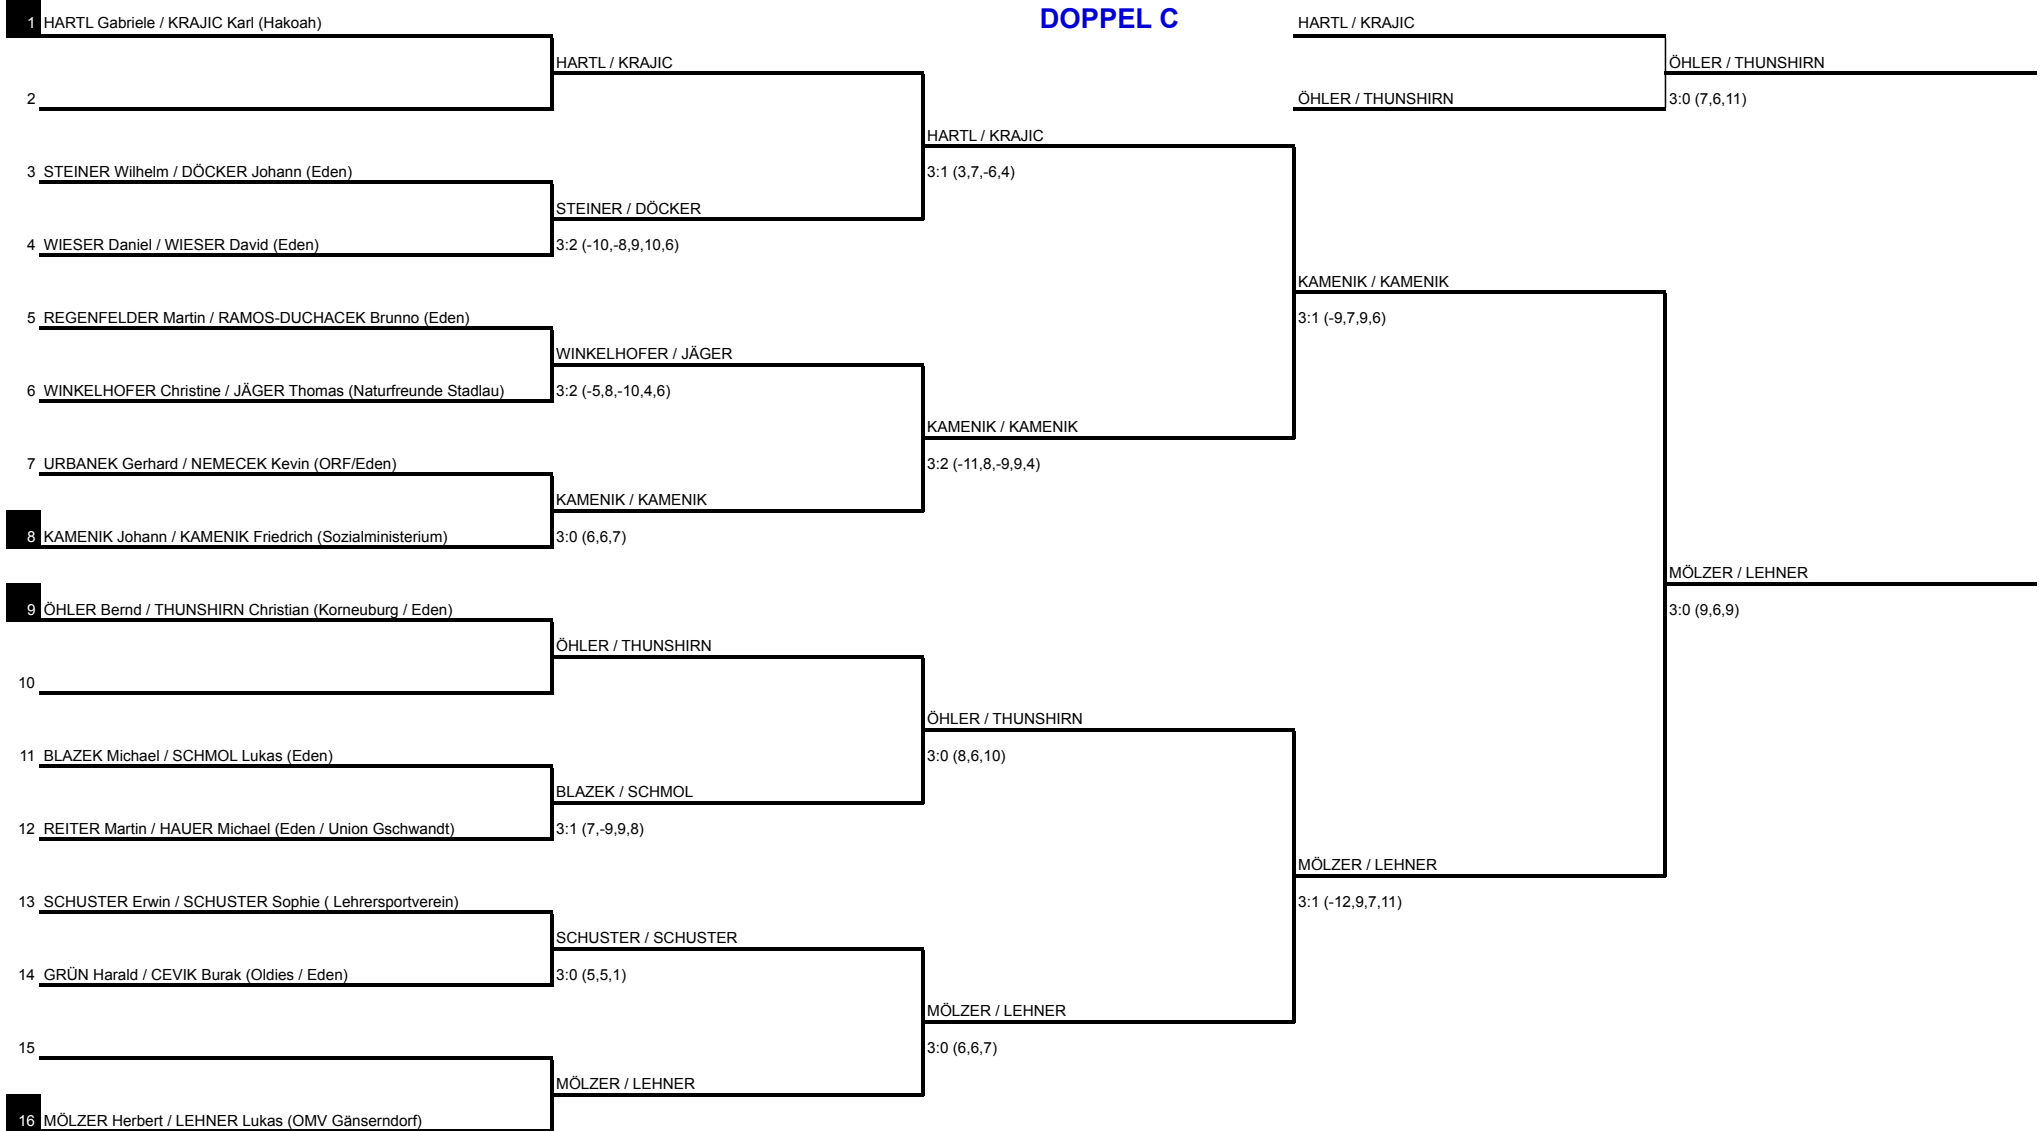 1 HARTL Gabriele / KRAJIC Karl (Hakoah)
DOPPEL C
HARTL / KRAJIC
HARTL / KRAJIC
ÖHLER / THUNSHIRN
2
ÖHLER / THUNSHIRN
3:0 (7,6,11)
HARTL / KRAJIC
3 STEINER Wilhelm / DÖCKER Johann (Eden)
3:1 (3,7,-6,4)
STEINER / DÖCKER
4 WIESER Daniel / WIESER David (Eden)
3:2 (-10,-8,9,10,6)
KAMENIK / KAMENIK
5 REGENFELDER Martin / RAMOS-DUCHACEK Brunno (Eden)
3:1 (-9,7,9,6)
WINKELHOFER / JÄGER
6 WINKELHOFER Christine / JÄGER Thomas (Naturfreunde Stadlau)
3:2 (-5,8,-10,4,6)
KAMENIK / KAMENIK
7 URBANEK Gerhard / NEMECEK Kevin (ORF/Eden)
3:2 (-11,8,-9,9,4)
KAMENIK / KAMENIK
8 KAMENIK Johann / KAMENIK Friedrich (Sozialministerium)
3:0 (6,6,7)
MÖLZER / LEHNER
9 ÖHLER Bernd / THUNSHIRN Christian (Korneuburg / Eden)
3:0 (9,6,9)
ÖHLER / THUNSHIRN
10
ÖHLER / THUNSHIRN
11 BLAZEK Michael / SCHMOL Lukas (Eden)
3:0 (8,6,10)
BLAZEK / SCHMOL
12 REITER Martin / HAUER Michael (Eden / Union Gschwandt)
3:1 (7,-9,9,8)
MÖLZER / LEHNER
13 SCHUSTER Erwin / SCHUSTER Sophie ( Lehrersportverein)
3:1 (-12,9,7,11)
SCHUSTER / SCHUSTER
14 GRÜN Harald / CEVIK Burak (Oldies / Eden)
3:0 (5,5,1)
MÖLZER / LEHNER
15
3:0 (6,6,7)
MÖLZER / LEHNER
16 MÖLZER Herbert / LEHNER Lukas (OMV Gänserndorf)